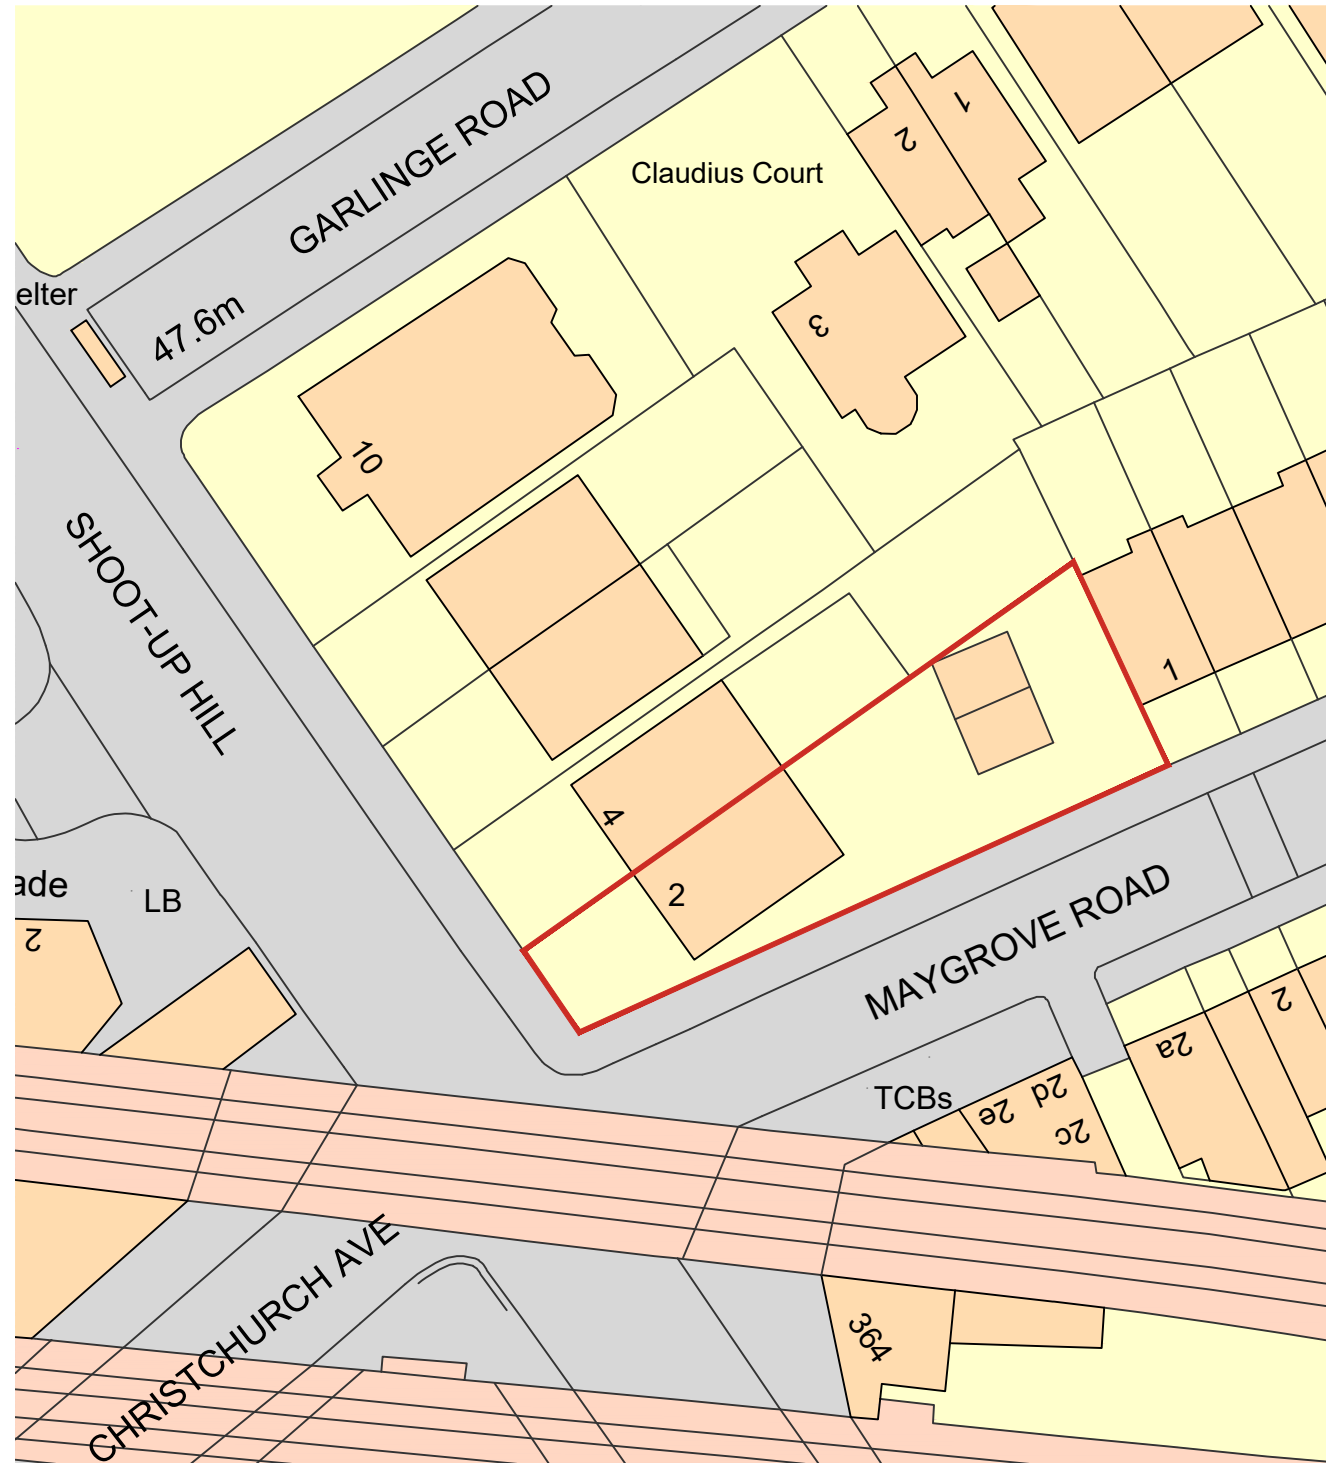 GARLINGE ROAD
1
2
Claudius Court
elter
47.6m
3
10
SHOOT-UP HILL
1
4
2
ade
LB
2
MAYGROVE ROAD
2
2a
TCBs
2e
2d
2c
CHRISTCHURCH AVE
364